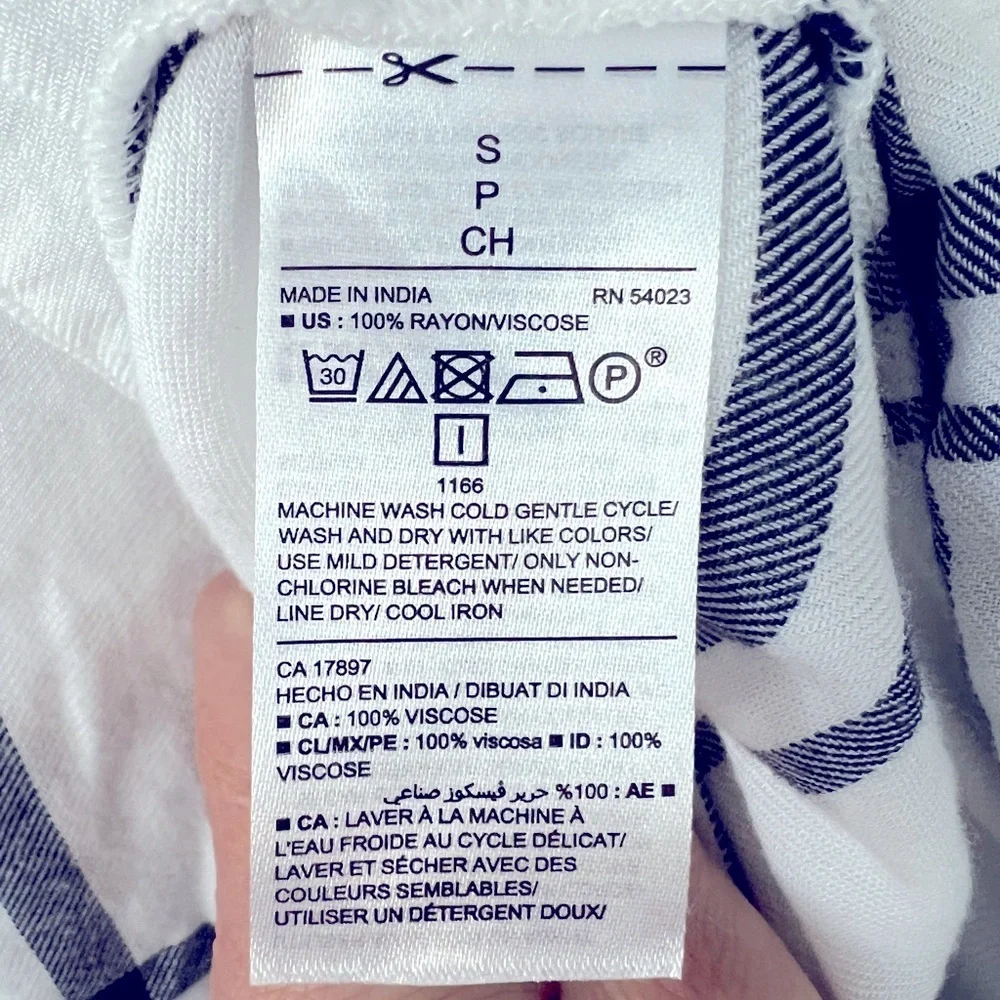 S
P
CH
MADE IN INDIA RN 54023
■ US : 100% RAYON/VISCOSE
30 P ®
I
1166
MACHINE WASH COLD GENTLE CYCLE/
WASH AND DRY WITH LIKE COLORS/
USE MILD DETERGENT/ ONLY NON-
CHLORINE BLEACH WHEN NEEDED/
LINE DRY/ COOL IRON
CA 17897
HECHO EN INDIA / DIBUAT DI INDIA
■ CA : 100% VISCOSE
■ CL/MX/PE : 100% viscosa ■ ID : 100%
VISCOSE
■ AE : 100% حرير ڤيسكوز صناعي
■ CA : LAVER À LA MACHINE À
L'EAU FROIDE AU CYCLE DÉLICAT/
LAVER ET SÉCHER AVEC DES
COULEURS SEMBLABLES/
UTILISER UN DÉTERGENT DOUX/